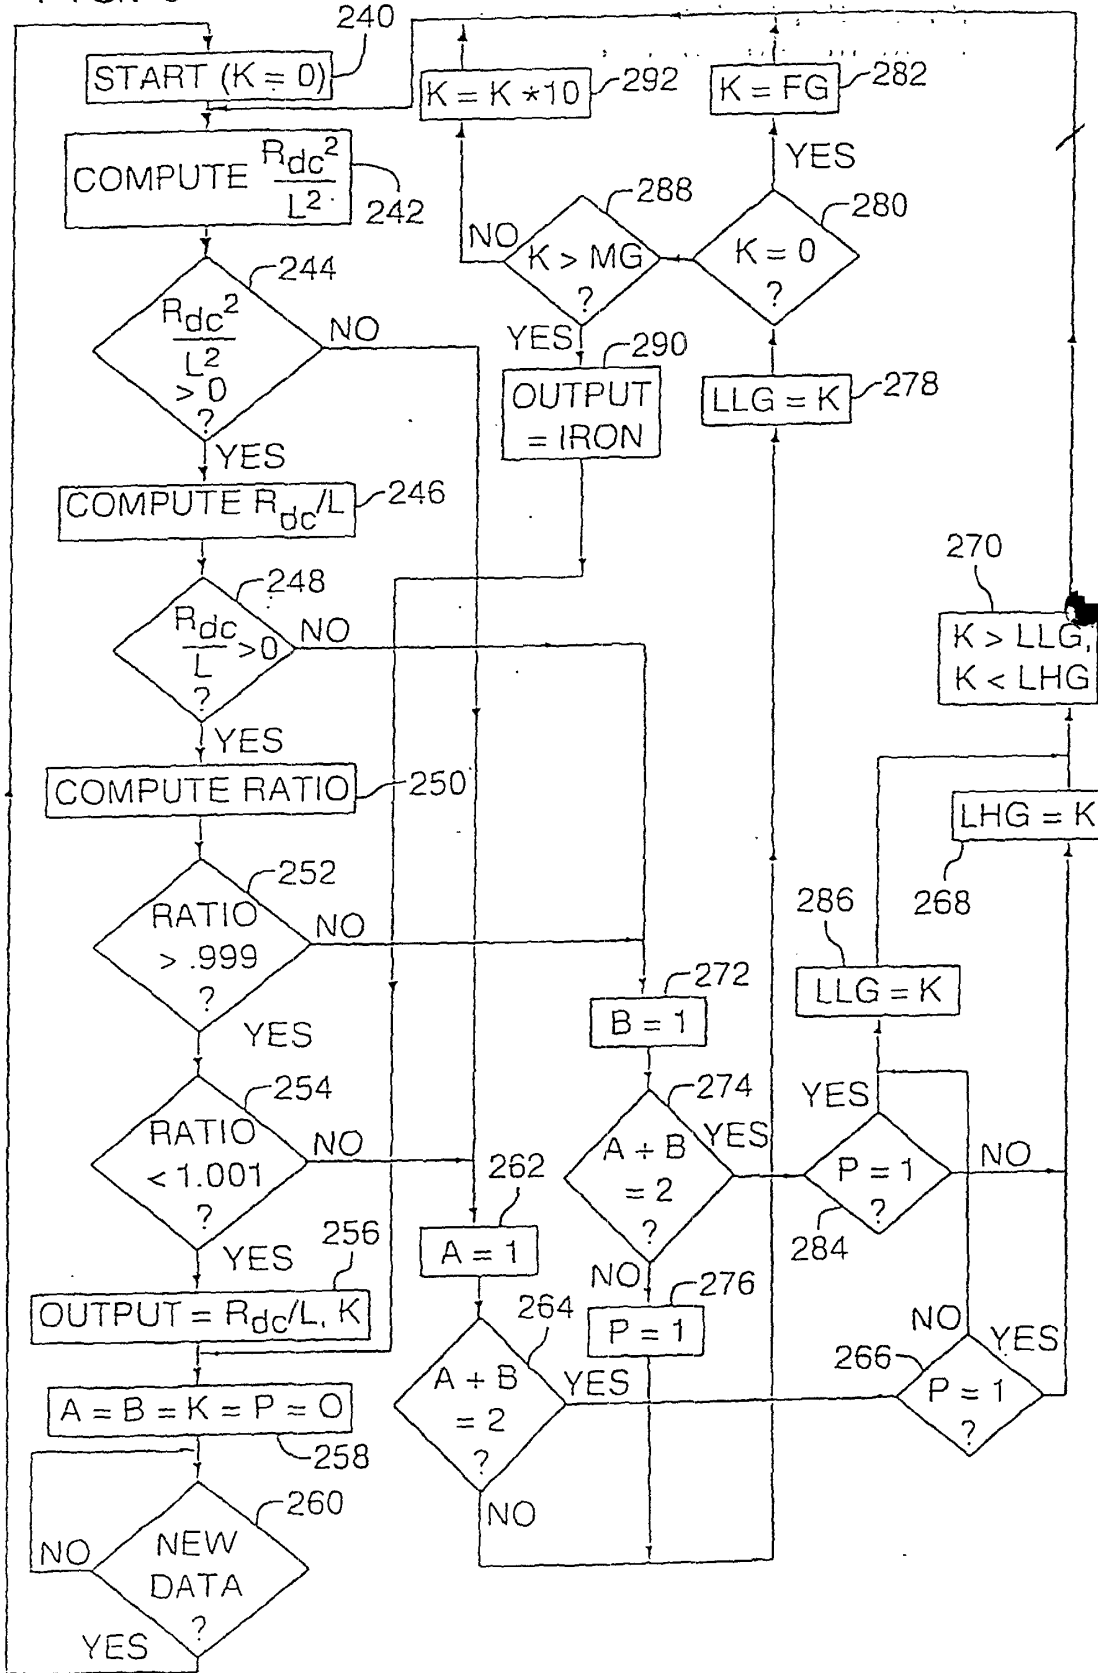 240
START (K = 0)
K = K *10
292
K = FG
282
COMPUTE Rdc²
L²
242
YES
288
280
NO
K > MG
?
K = 0
?
244
Rdc²
L²
> 0
?
NO
YES
290
OUTPUT
= IRON
LLG = K
278
YES
COMPUTE Rdc/L
246
270
K > LLG,
K < LHG
248
Rdc
L
>0
?
NO
YES
COMPUTE RATIO
250
LHG = K
268
252
RATIO
> .999
?
NO
286
LLG = K
YES
272
B = 1
254
RATIO
< 1.001
?
NO
274
A + B
= 2
?
YES
YES
P = 1
?
NO
284
262
A = 1
YES
256
OUTPUT = Rdc/L, K
NO
276
P = 1
264
A + B
= 2
?
YES
NO
YES
266
P = 1
?
A = B = K = P = 0
258
NO
260
NEW
DATA
?
NO
YES